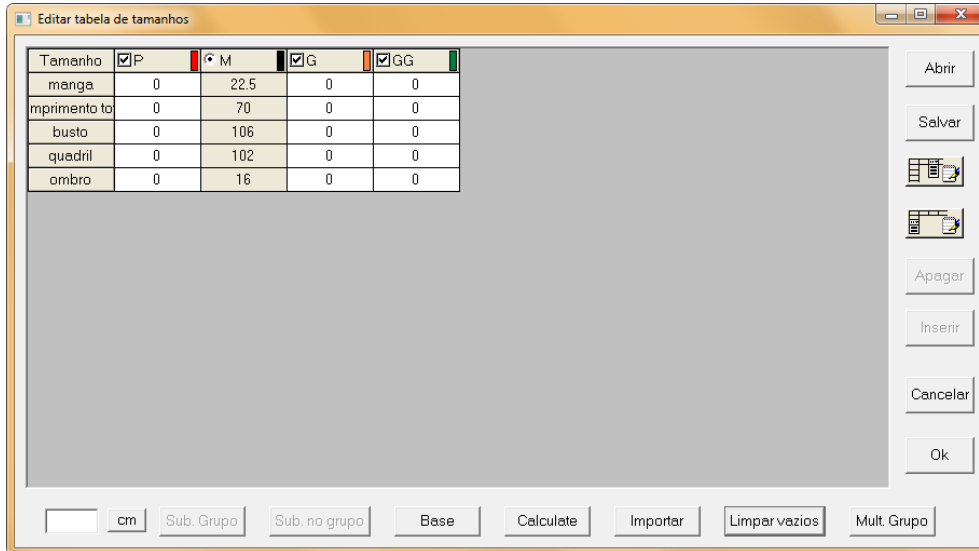 Editar tabela de tamanhos
Tamanho P M G GG
manga 0 22.5 0 0
mprimento to 0 70 0 0
busto 0 106 0 0
quadril 0 102 0 0
ombro 0 16 0 0
Abrir
Salvar
Apagar
Inserir
Cancelar
Ok
cm Sub. Grupo Sub. no grupo Base Calculate Importar Limpar vazios Mult. Grupo